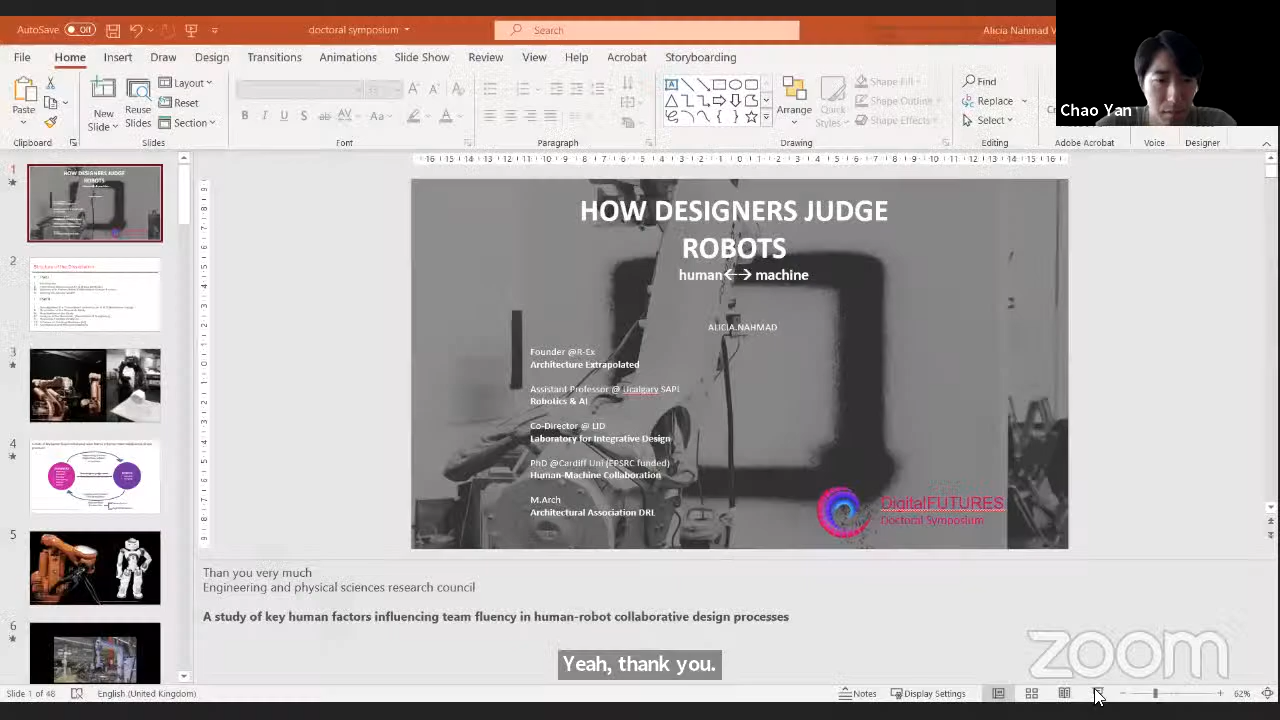 AutoSave
Off
doctoral symposium
Search
Alicia Nahmad V
File
Home
Insert
Draw
Design
Transitions
Animations
Slide Show
Review
View
Help
Acrobat
Storyboarding
Chao Yan
Paste
New
Slide
Reuse
Slides
Layout
Reset
Section
Arrange
Quick
Styles
Shape Fill
Shape Outline
Shape Effects
Find
Replace
Select
Clipboard
Slides
Font
Paragraph
Drawing
Editing
Adobe Acrobat
Voice
Designer
1
2
3
4
5
6
HOW DESIGNERS JUDGE
ROBOTS
human machine
ALICIA.NAHMAD
Founder @R-Ex
Architecture Extrapolated
Assistant Professor @ Ucalgary SAPL
Robotics & AI
Co-Director @ LID
Laboratory for Integrative Design
PhD @Cardiff Uni (EPSRC funded)
Human-Machine Collaboration
M.Arch
Architectural Association DRL
DigitalFUTURES
Doctoral Symposium
Than you very much
Engineering and physical sciences research council
A study of key human factors influencing team fluency in human-robot collaborative design processes
Yeah, thank you.
zoom
Slide 1 of 48
English (United Kingdom)
Notes
Display Settings
62%